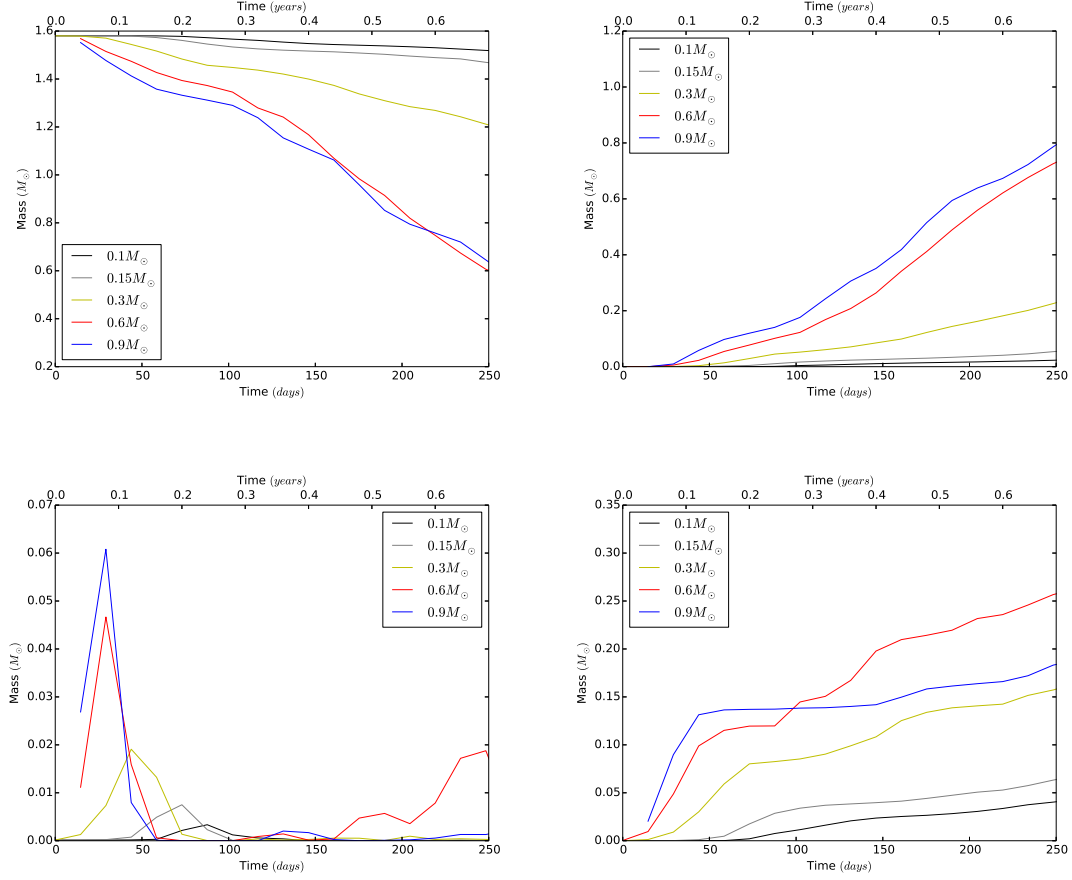 Time (years)
0.0 0.1 0.2 0.3 0.4 0.5 0.6
1.6
1.4
1.2
1.0
0.8
0.6
0.4
0.2
Mass (M⊙)
0.1M⊙
0.15M⊙
0.3M⊙
0.6M⊙
0.9M⊙
0 50 100 150 200 250
Time (days)
Time (years)
0.0 0.1 0.2 0.3 0.4 0.5 0.6
1.2
1.0
0.8
0.6
0.4
0.2
0.0
Mass (M⊙)
0.1M⊙
0.15M⊙
0.3M⊙
0.6M⊙
0.9M⊙
0 50 100 150 200 250
Time (days)
Time (years)
0.0 0.1 0.2 0.3 0.4 0.5 0.6
0.07
0.06
0.05
0.04
0.03
0.02
0.01
0.00
Mass (M⊙)
0.1M⊙
0.15M⊙
0.3M⊙
0.6M⊙
0.9M⊙
0 50 100 150 200 250
Time (days)
Time (years)
0.0 0.1 0.2 0.3 0.4 0.5 0.6
0.35
0.30
0.25
0.20
0.15
0.10
0.05
0.00
Mass (M⊙)
0.1M⊙
0.15M⊙
0.3M⊙
0.6M⊙
0.9M⊙
0 50 100 150 200 250
Time (days)